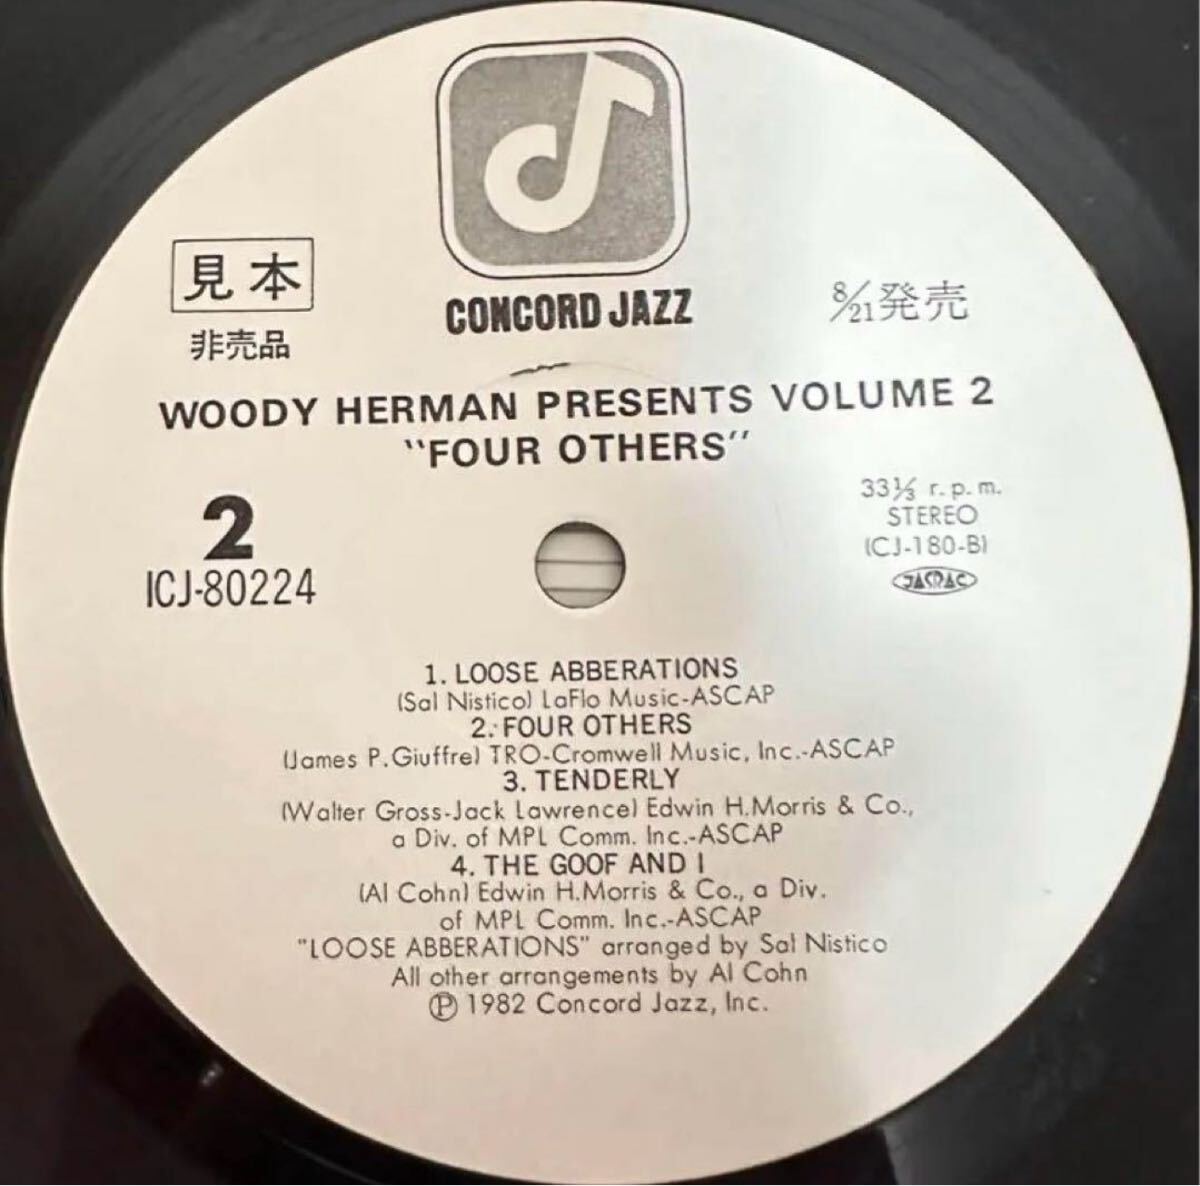 CONCORD JAZZ
見本
非売品
8/21発売
WOODY HERMAN PRESENTS VOLUME 2
"FOUR OTHERS"
2
ICJ-80224
33⅓ r.p.m.
STEREO
(CJ-180-B)
JASRAC
1. LOOSE ABBERATIONS
(Sal Nistico) LaFlo Music-ASCAP
2. FOUR OTHERS
(James P.Giuffre) TRO-Cromwell Music, Inc.-ASCAP
3. TENDERLY
(Walter Gross-Jack Lawrence) Edwin H.Morris & Co.,
a Div. of MPL Comm. Inc.-ASCAP
4. THE GOOF AND I
(Al Cohn) Edwin H.Morris & Co., a Div.
of MPL Comm. Inc.-ASCAP
"LOOSE ABBERATIONS" arranged by Sal Nistico
All other arrangements by Al Cohn
Ⓟ 1982 Concord Jazz, Inc.